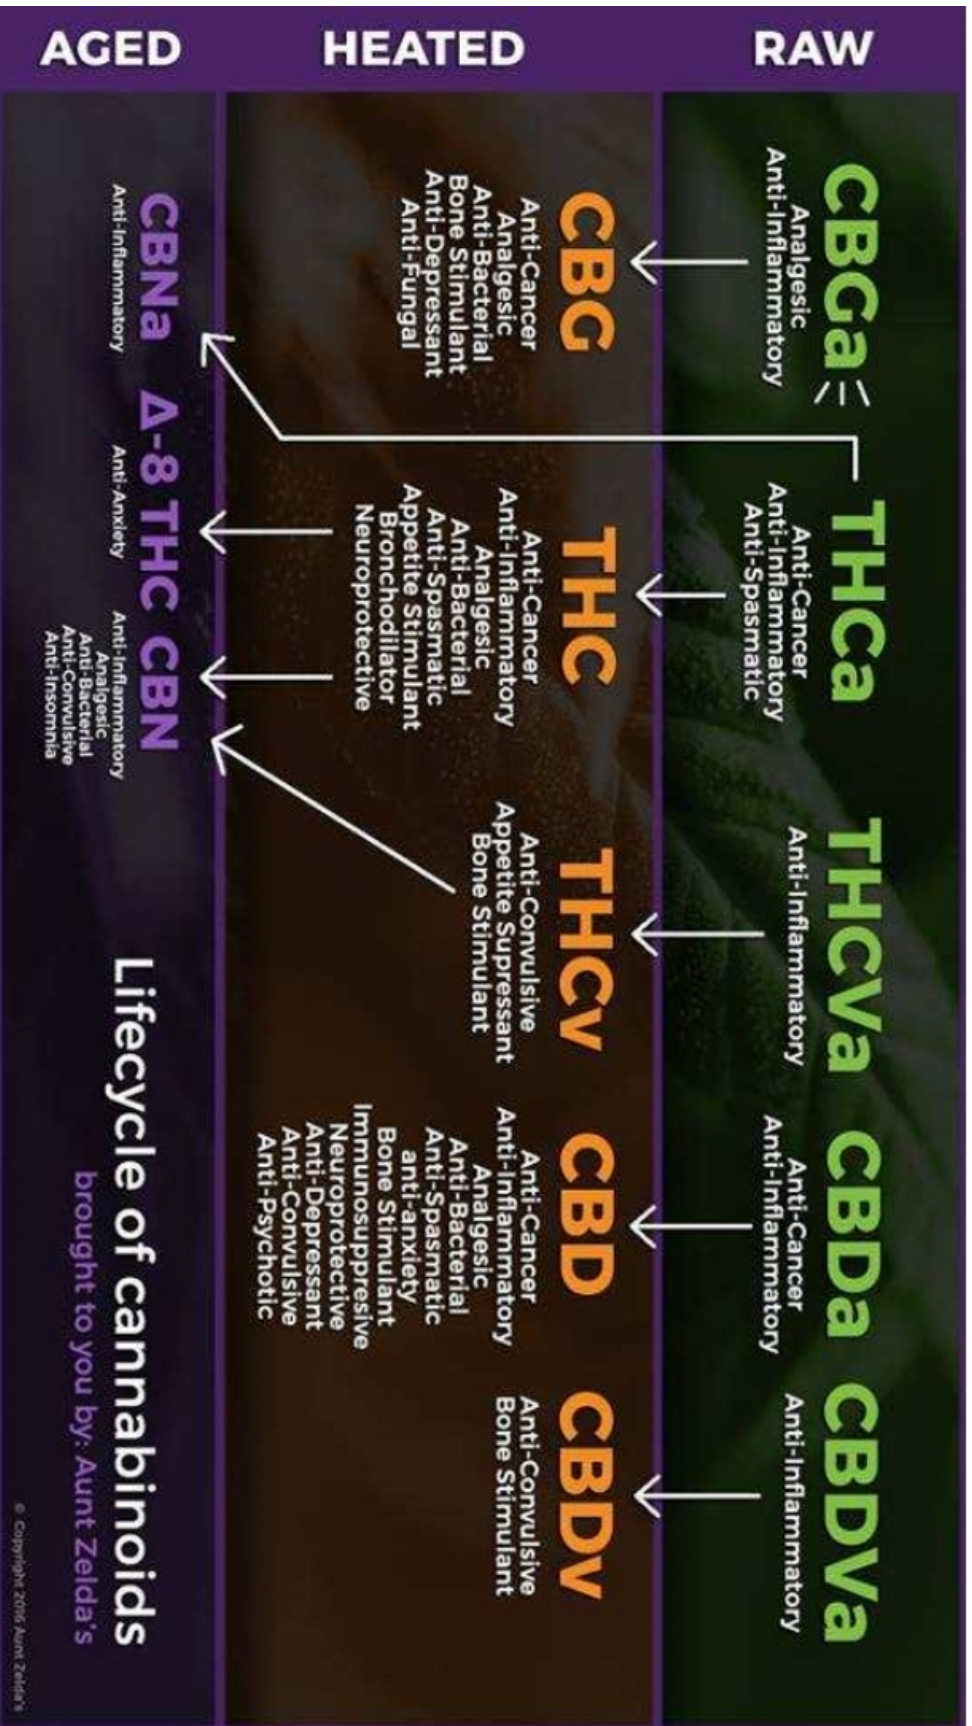 RAW
CBGa
Analgesic
Anti-Inflammatory
THCa
Anti-Cancer
Anti-Inflammatory
Anti-Spasmatic
THCVa
Anti-Inflammatory
CBDa
Anti-Cancer
Anti-Inflammatory
CBDVa
Anti-Inflammatory
HEATED
CBG
Anti-Cancer
Analgesic
Anti-Bacterial
Bone Stimulant
Anti-Depressant
Anti-Fungal
THC
Anti-Cancer
Anti-Inflammatory
Analgesic
Anti-Bacterial
Anti-Spasmatic
Appetite Stimulant
Bronchodilator
Neuroprotective
THCv
Anti-Convulsive
Appetite Supressant
Bone Stimulant
CBD
Anti-Cancer
Anti-Inflammatory
Analgesic
Anti-Bacterial
Anti-Spasmatic
anti-anxiety
Bone Stimulant
Immunosuppresive
Neuroprotective
Anti-Depressant
Anti-Convulsive
Anti-Psychotic
CBDv
Anti-Convulsive
Bone Stimulant
AGED
CBNa
Anti-Inflammatory
Δ-8 THC
Anti-Anxiety
CBN
Anti-Inflammatory
Analgesic
Anti-Bacterial
Anti-Convulsive
Anti-Insomnia
Lifecycle of cannabinoids
brought to you by: Aunt Zelda's
© Copyright 2016 Aunt Zelda's